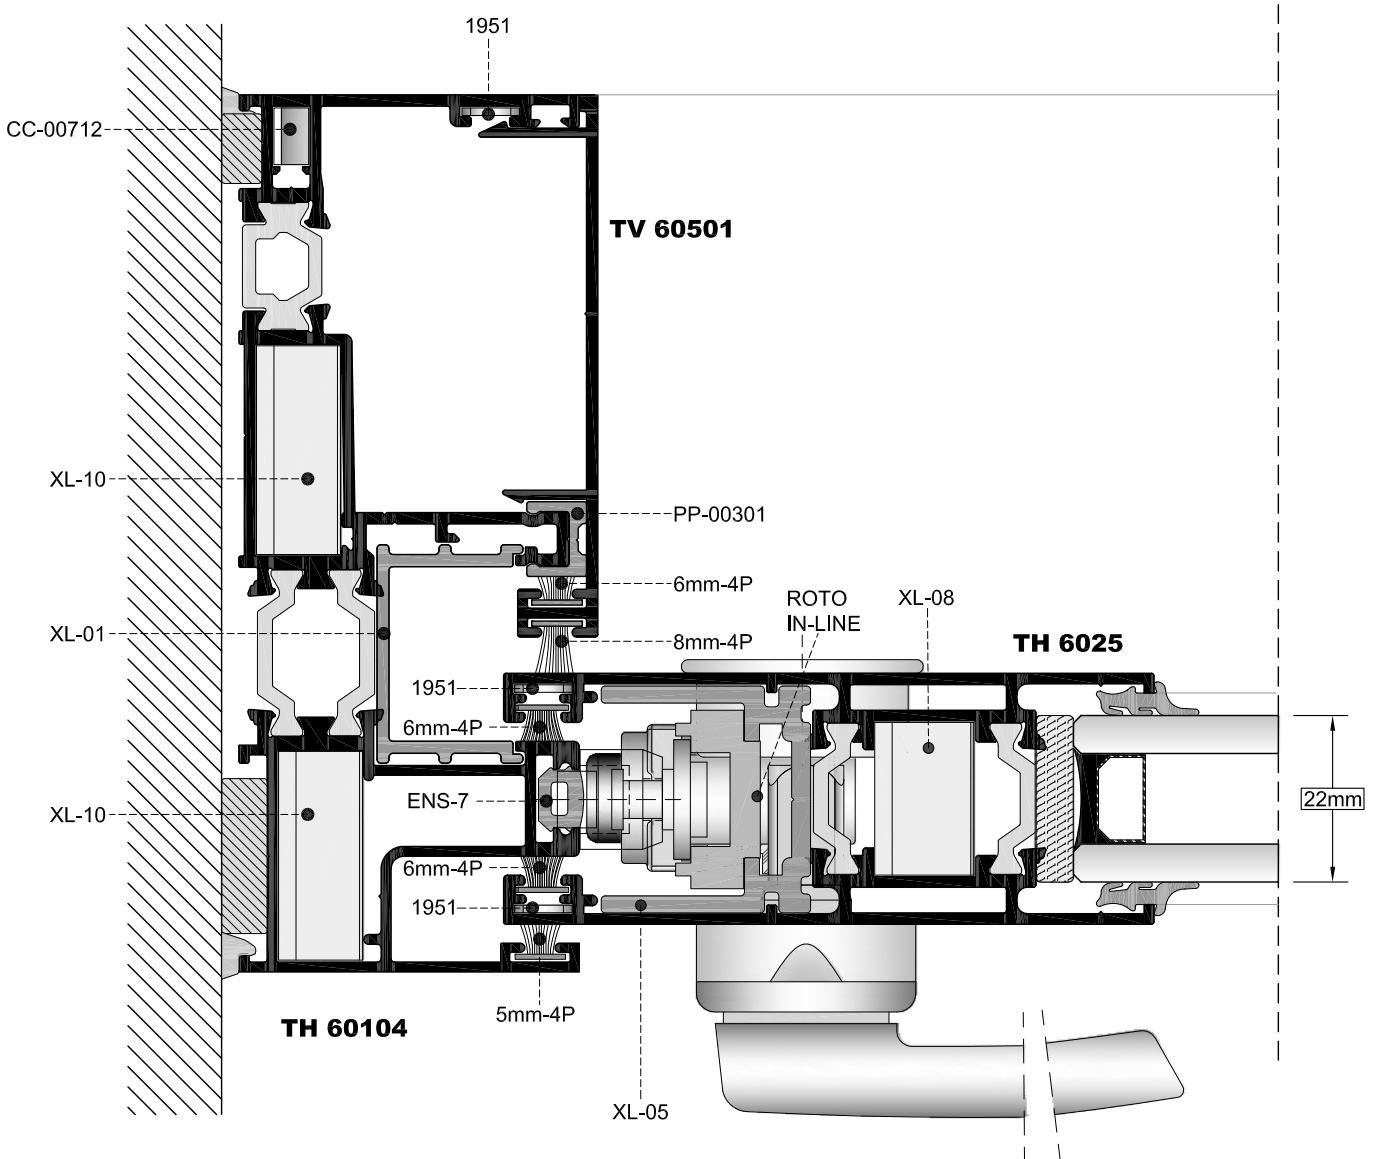 1951
CC-00712
TV 60501
XL-10
PP-00301
6mm-4P
ROTO
IN-LINE
XL-08
XL-01
8mm-4P
TH 6025
1951
6mm-4P
ENS-7
22mm
XL-10
6mm-4P
1951
5mm-4P
TH 60104
XL-05